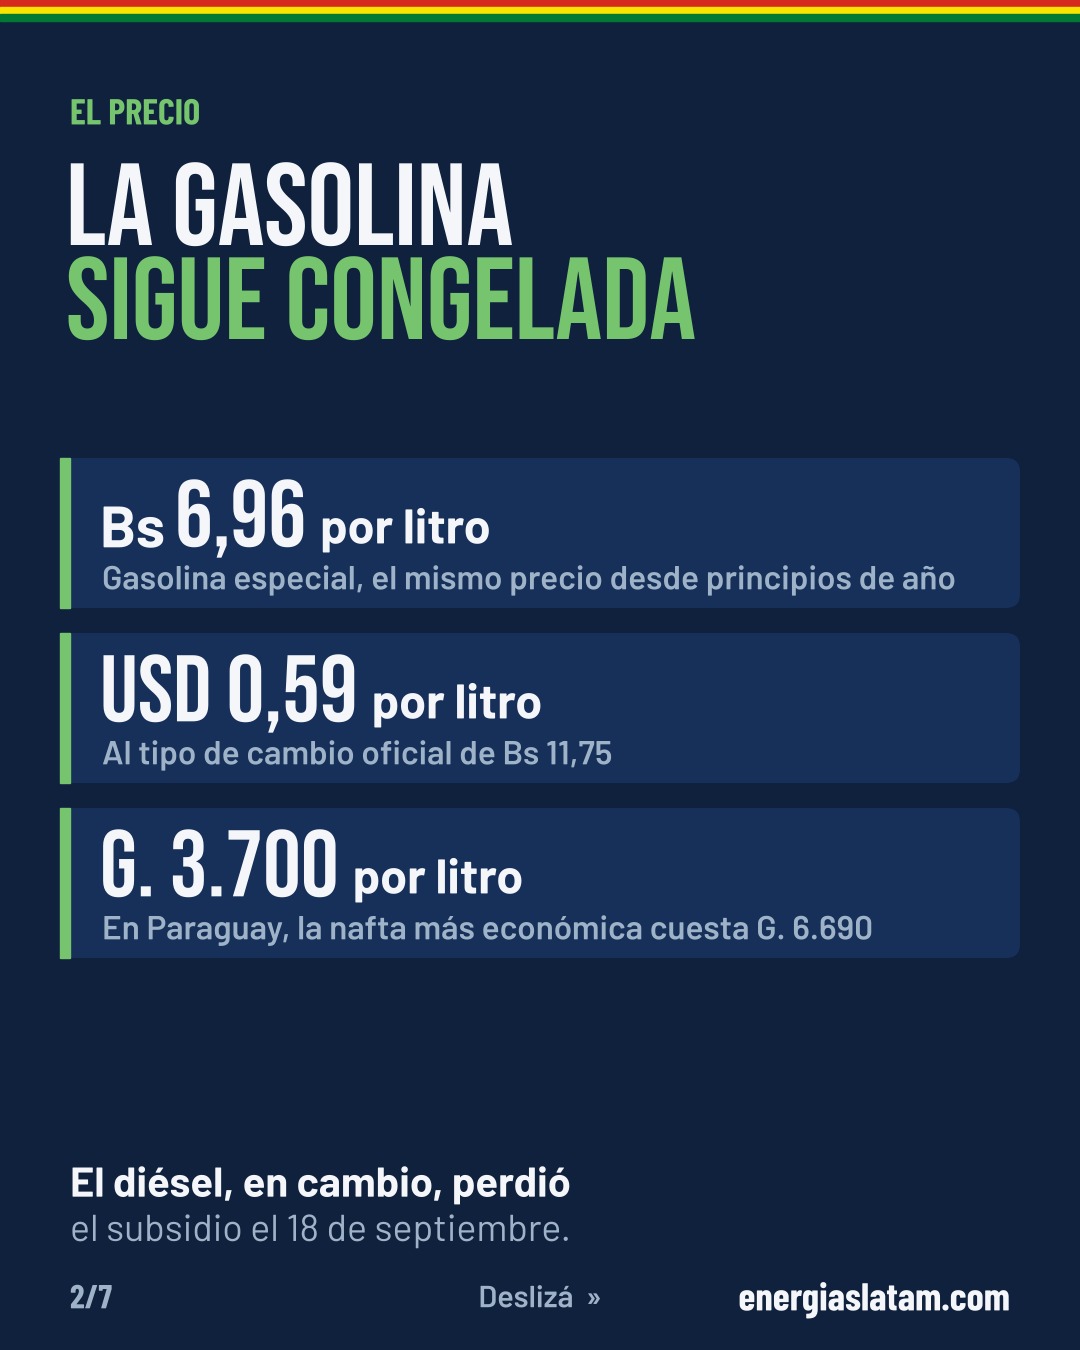 EL PRECIO
LA GASOLINA
SIGUE CONGELADA
Bs 6,96 por litro
Gasolina especial, el mismo precio desde principios de año
USD 0,59 por litro
Al tipo de cambio oficial de Bs 11,75
G. 3.700 por litro
En Paraguay, la nafta más económica cuesta G. 6.690
El diésel, en cambio, perdió
el subsidio el 18 de septiembre.
2/7 Deslizá » energiaslatam.com